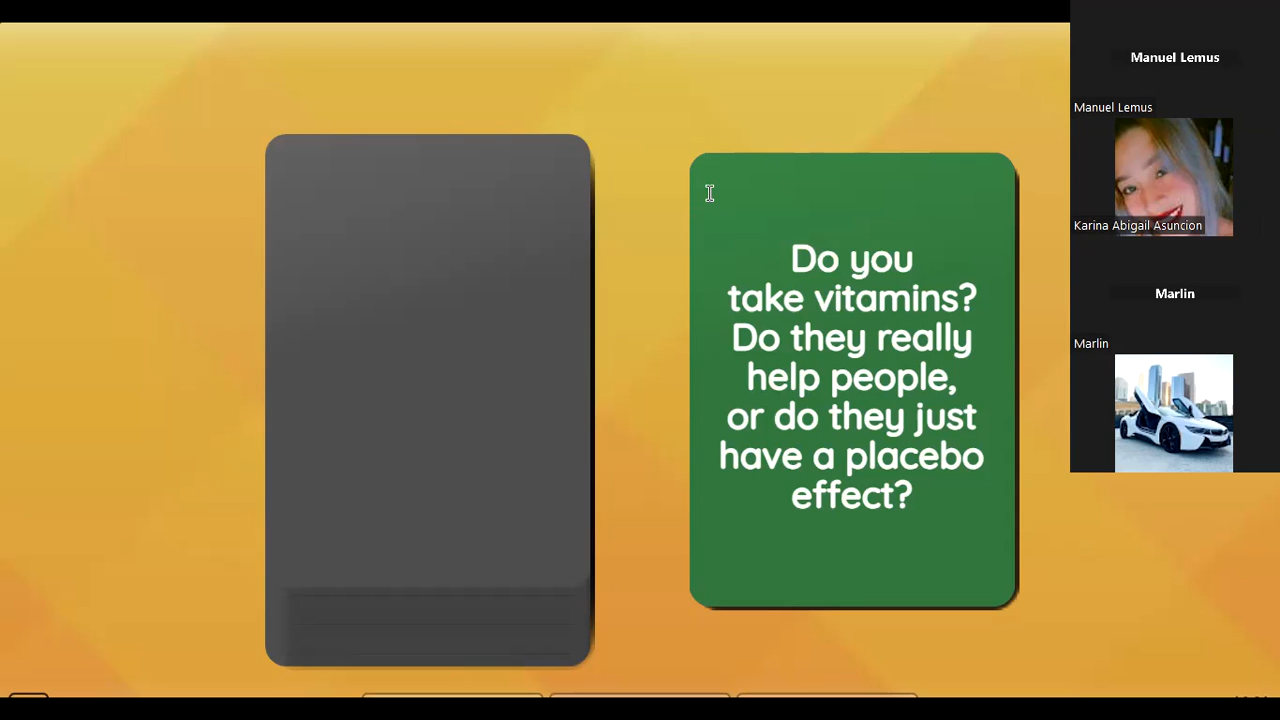 Do you
take vitamins?
Do they really
help people,
or do they just
have a placebo
effect?
Manuel Lemus
Manuel Lemus
Karina Abigail Asuncion
Marlin
Marlin